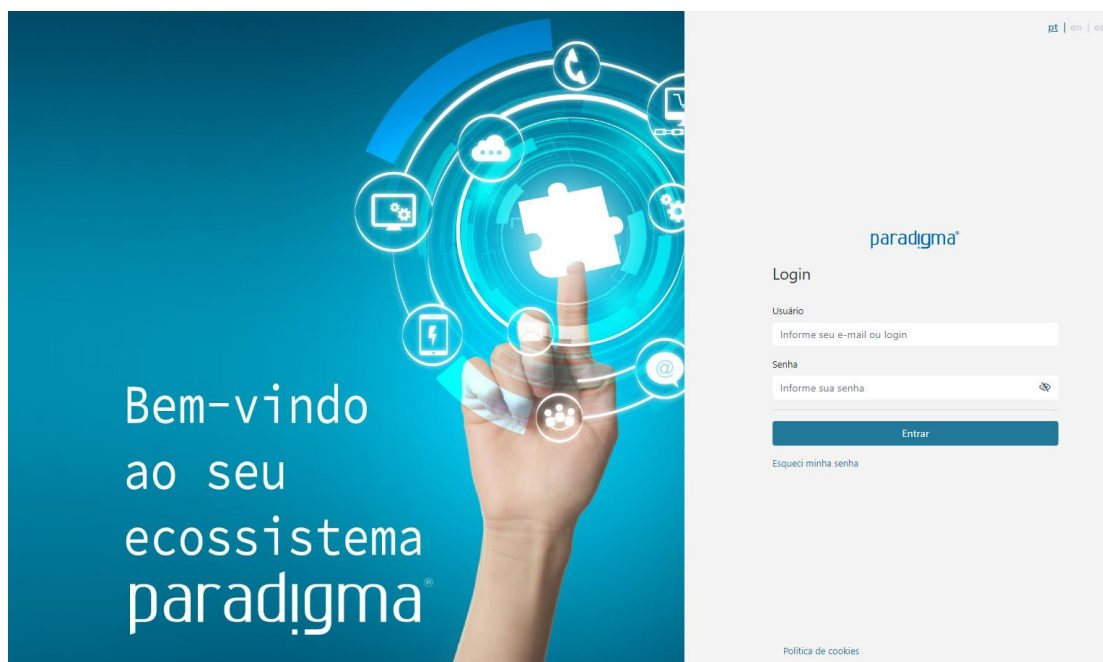 pt | en | es
Bem-vindo
ao seu
ecossistema
paradigma®
paradigma®
Login
Usuário
Informe seu e-mail ou login
Senha
Informe sua senha
Entrar
Esqueci minha senha
Politica de cookies
@